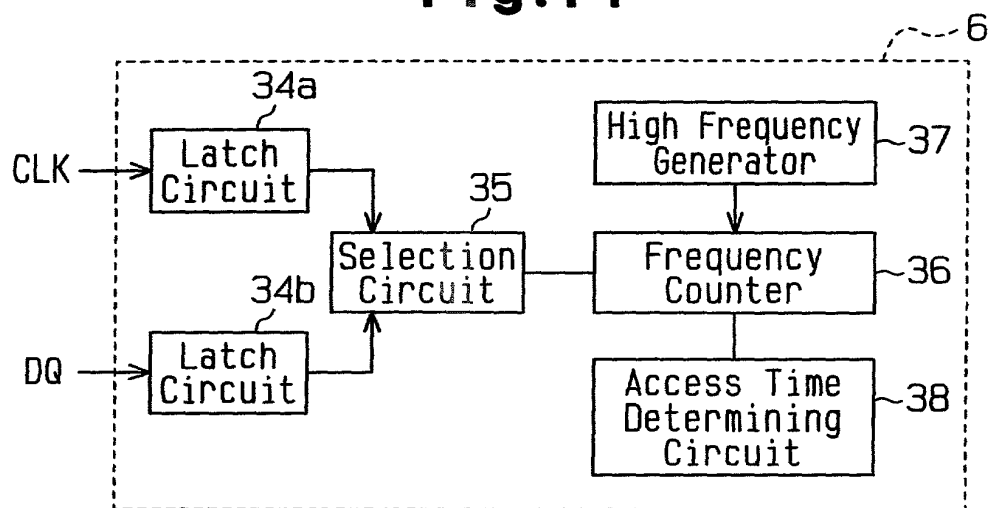 6
34a
Latch
Circuit
CLK
High Frequency
Generator
37
35
Selection
Circuit
Frequency
Counter
36
34b
Latch
Circuit
DQ
Access Time
Determining
Circuit
38